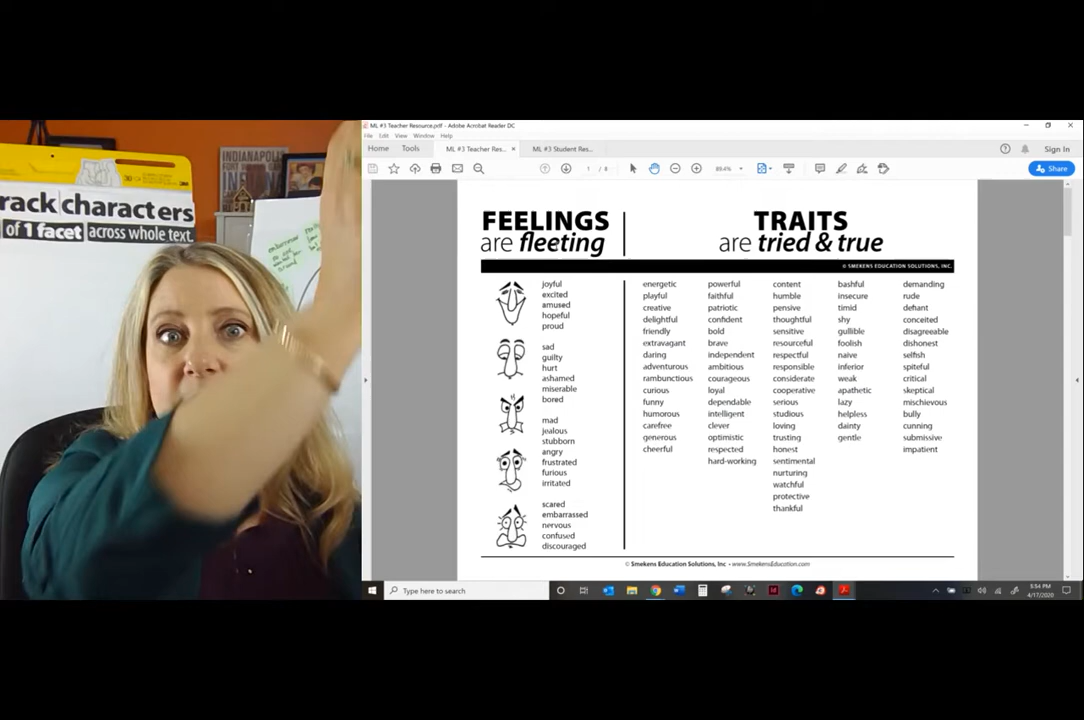 rack characters
of 1 facet across whole text.
INDIANAPOLIS
embarrassed
ML #3 Teacher Resource.pdf - Adobe Acrobat Reader DC
File Edit View Window Help
Home Tools ML #3 Teacher Res... × ML #3 Student Res...
Sign In
1 / 8 89.4% Share
FEELINGS
are fleeting
TRAITS
are tried & true
© SMEKENS EDUCATION SOLUTIONS, INC.
joyful
excited
amused
hopeful
proud
sad
guilty
hurt
ashamed
miserable
bored
mad
jealous
stubborn
angry
frustrated
furious
irritated
scared
embarrassed
nervous
confused
discouraged
energetic
playful
creative
delightful
friendly
extravagant
daring
adventurous
rambunctious
curious
funny
humorous
carefree
generous
cheerful
powerful
faithful
patriotic
confident
bold
brave
independent
ambitious
courageous
loyal
dependable
intelligent
clever
optimistic
respected
hard-working
content
humble
pensive
thoughtful
sensitive
resourceful
respectful
responsible
considerate
cooperative
serious
studious
loving
trusting
honest
sentimental
nurturing
watchful
protective
thankful
bashful
insecure
timid
shy
gullible
foolish
naive
inferior
weak
apathetic
lazy
helpless
dainty
gentle
demanding
rude
defiant
conceited
disagreeable
dishonest
selfish
spiteful
critical
skeptical
mischievous
bully
cunning
submissive
impatient
© Smekens Education Solutions, Inc • www.SmekensEducation.com
Type here to search
5:54 PM
4/17/2020